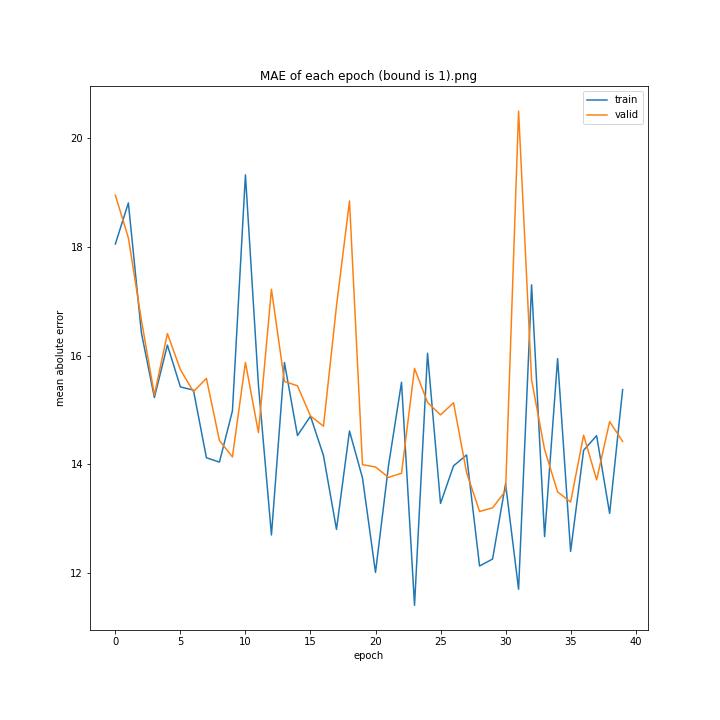 MAE of each epoch (bound is 1).png
train
valid
mean abolute error
20
18
16
14
12
0 5 10 15 20 25 30 35 40
epoch